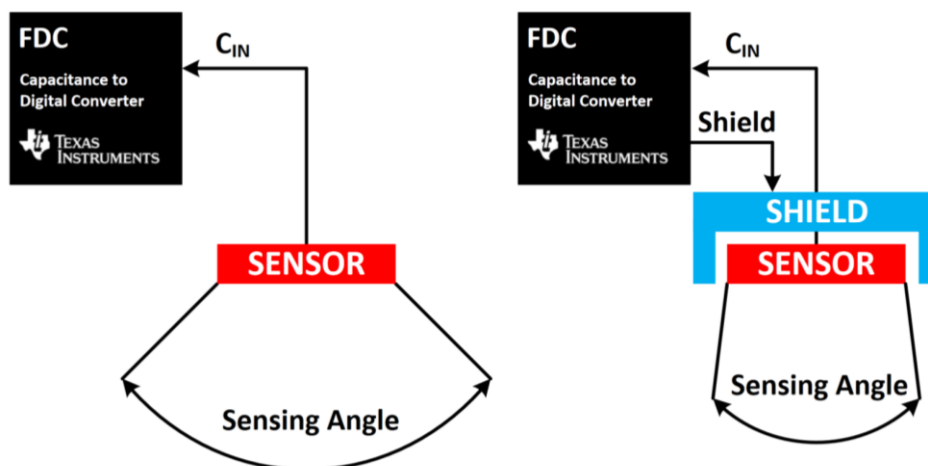 FDC
Capacitance to
Digital Converter
TEXAS
INSTRUMENTS
CIN
SENSOR
Sensing Angle
FDC
Capacitance to
Digital Converter
TEXAS
INSTRUMENTS
CIN
Shield
SHIELD
SENSOR
Sensing Angle